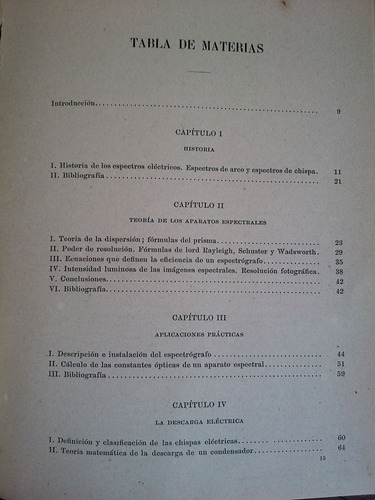 TABLA DE MATERIAS
Introducción 9
CAPÍTULO I
HISTORIA
I. Historia de los espectros eléctricos. Espectros de arco y espectros de chispa. 11
II. Bibliografía 21
CAPÍTULO II
TEORÍA DE LOS APARATOS ESPECTRALES
I. Teoría de la dispersión; fórmulas del prisma 23
II. Poder de resolución. Fórmulas de lord Rayleigh, Schuster y Wadsworth. 29
III. Ecuaciones que definen la eficiencia de un espectrógrafo 35
IV. Intensidad luminosa de las imágenes espectrales. Resolución fotográfica. 38
V. Conclusiones 42
VI. Bibliografía 42
CAPÍTULO III
APLICACIONES PRÁCTICAS
I. Descripción e instalación del espectrógrafo 44
II. Cálculo de las constantes ópticas de un aparato espectral 51
III. Bibliografía 59
CAPÍTULO IV
LA DESCARGA ELÉCTRICA
I. Definición y clasificación de las chispas eléctricas 60
II. Teoría matemática de la descarga de un condensador 64
15